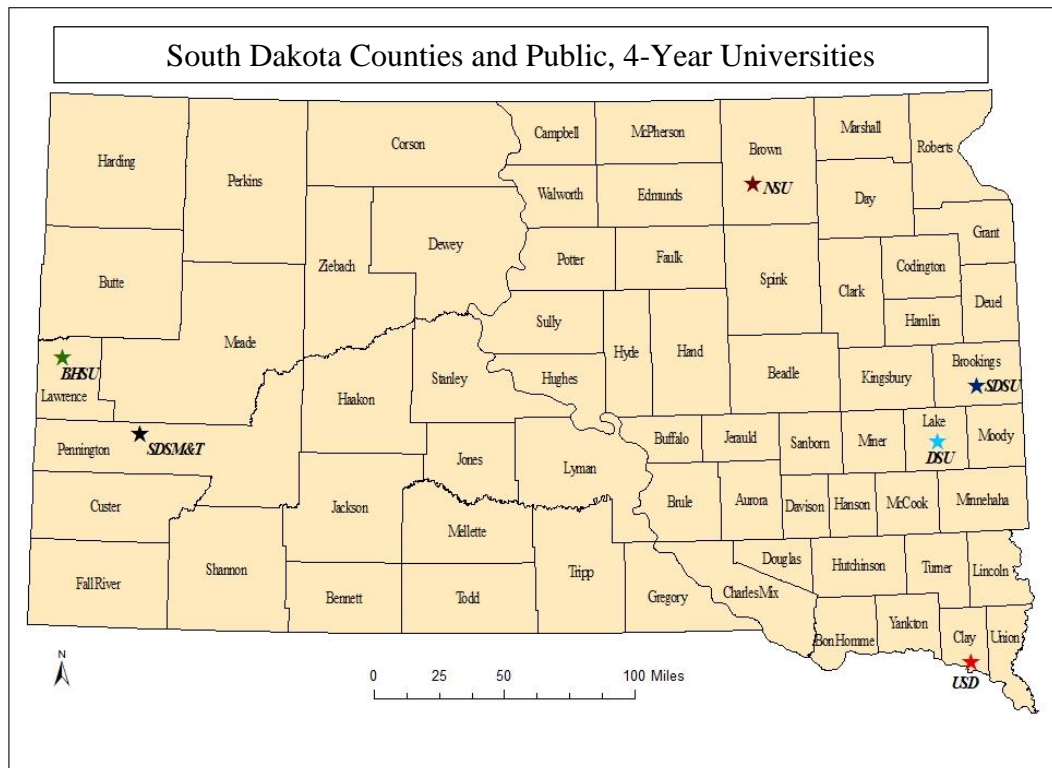 South Dakota Counties and Public, 4-Year Universities
Harding
Perkins
Corson
Campbell
McPherson
Brown
Marshall
Roberts
NSU
Walworth
Edmunds
Day
Dewey
Ziebach
Potter
Faulk
Grant
Butte
Spink
Clark
Codington
Deuel
Sully
Hamlin
Meade
Hyde
Hand
Beadle
Kingsbury
Brookings
SDSU
BHSU
Lawrence
Haakon
Stanley
Hughes
Pennington
SDSM&T
Jones
Lyman
Buffalo
Jerauld
Sanborn
Miner
Lake
DSU
Moody
Custer
Jackson
Mellette
Brule
Aurora
Davison
Hanson
McCook
Minnehaha
Fall River
Shannon
Bennett
Todd
Tripp
Gregory
Charles Mix
Douglas
Hutchinson
Turner
Lincoln
Bon Homme
Yankton
Clay
Union
USD
N
0 25 50 100 Miles